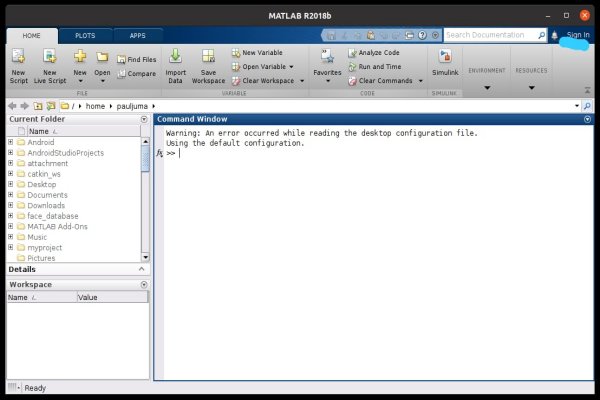 MATLAB R2018b
HOME PLOTS APPS
Search Documentation
Sign In
New Script
New Live Script
New
Open
Find Files
Compare
Import Data
Save Workspace
New Variable
Open Variable
Clear Workspace
Favorites
Analyze Code
Run and Time
Clear Commands
Simulink
ENVIRONMENT
RESOURCES
FILE VARIABLE CODE SIMULINK
/ home pauljuma
Current Folder
Name
Android
AndroidStudioProjects
attachment
catkin_ws
Desktop
Documents
Downloads
face_database
MATLAB Add-Ons
Music
myproject
Pictures
Details
Workspace
Name Value
Command Window
Warning: An error occurred while reading the desktop configuration file.
Using the default configuration.
fx >>
Ready